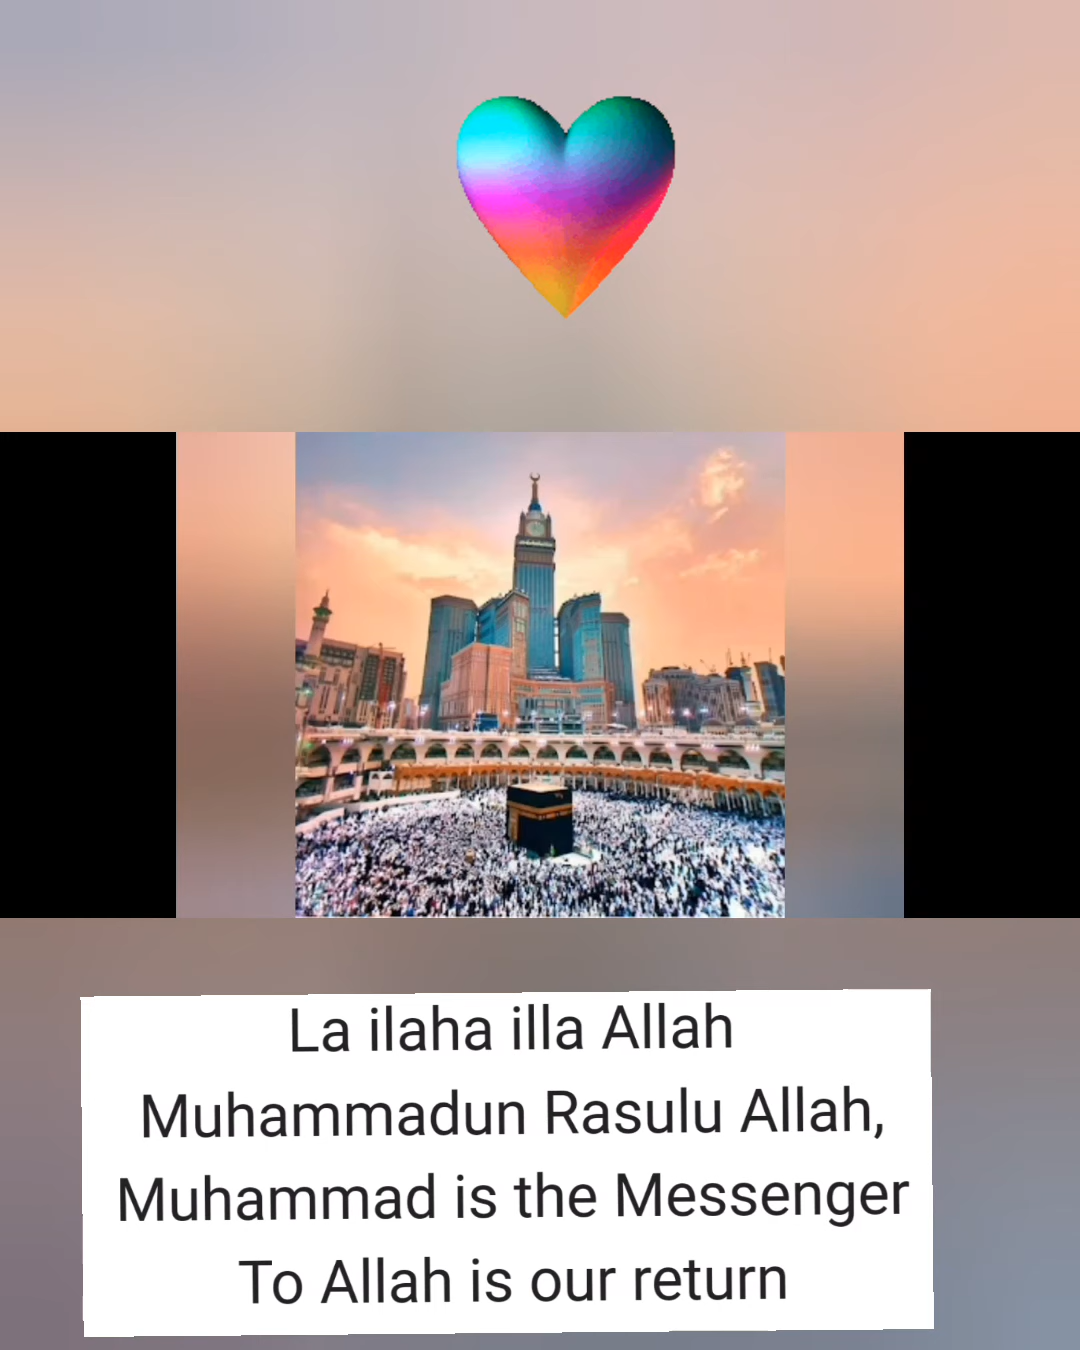 La ilaha illa Allah
Muhammadun Rasulu Allah,
Muhammad is the Messenger
To Allah is our return